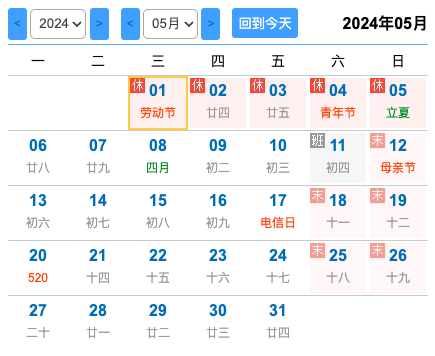 < 2024 > < 05月 > 回到今天 2024年05月
一 二 三 四 五 六 日
休 01 休 02 休 03 休 04 休 05
劳动节 廿四 廿五 青年节 立夏
06 07 08 09 10 班 11 末 12
廿八 廿九 四月 初二 初三 初四 母亲节
13 14 15 16 17 末 18 末 19
初六 初七 初八 初九 电信日 十一 十二
20 21 22 23 24 末 25 末 26
520 十四 十五 十六 十七 十八 十九
27 28 29 30 31
二十 廿一 廿二 廿三 廿四